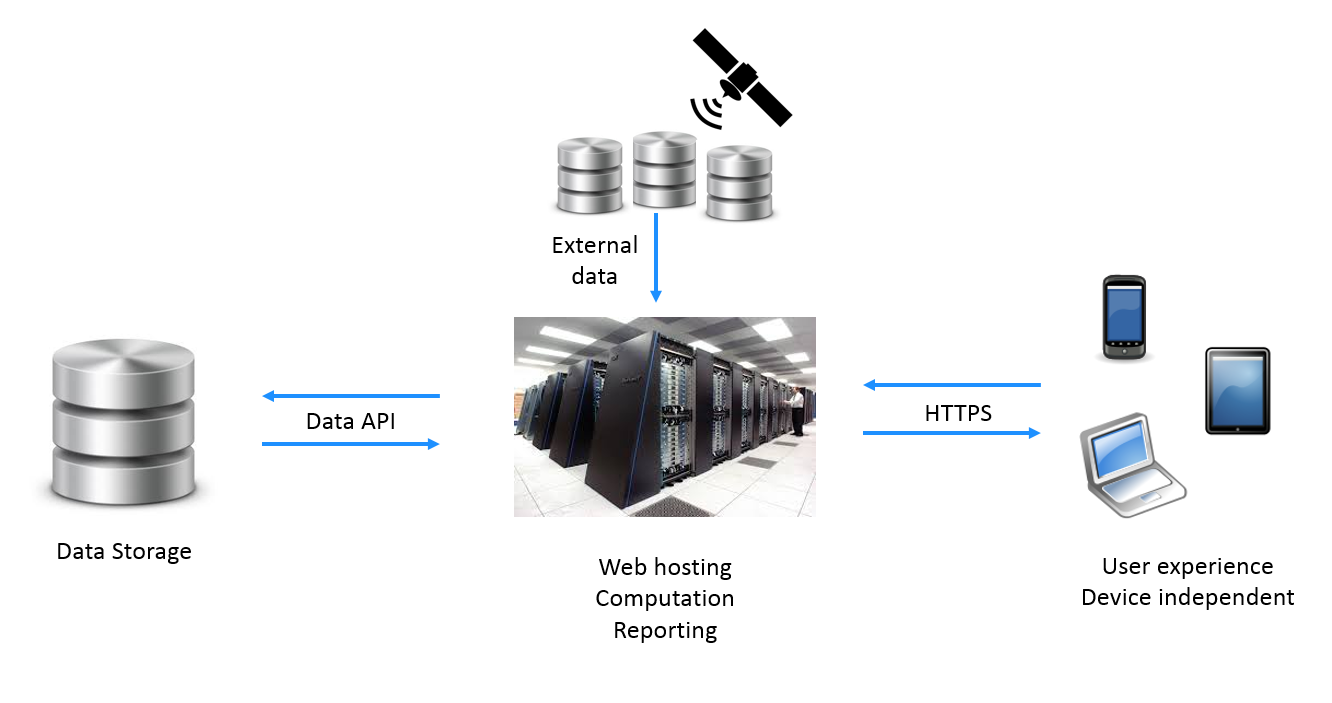 External
data
Data API
HTTPS
Data Storage
Web hosting
Computation
Reporting
User experience
Device independent